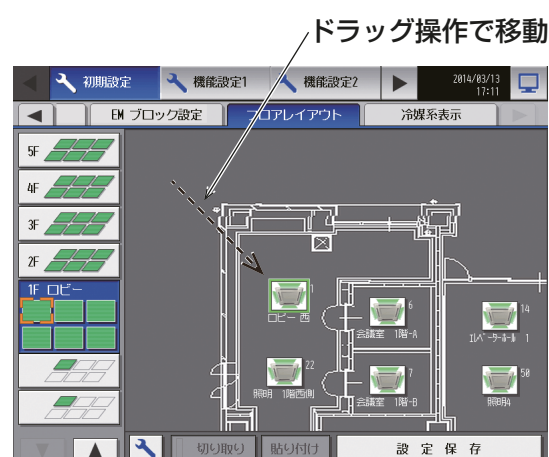 ドラッグ操作で移動
初期設定
機能設定1
機能設定2
2014/03/13
17:11
EM ブロック設定
フロアレイアウト
冷媒系表示
5F
4F
3F
2F
1F ロビー
1
ロビー 西
6
会議室 1階-A
14
エレベーターホール 1
22
照明 1階西側
7
会議室 1階-B
50
照明4
切り取り
貼り付け
設 定 保 存